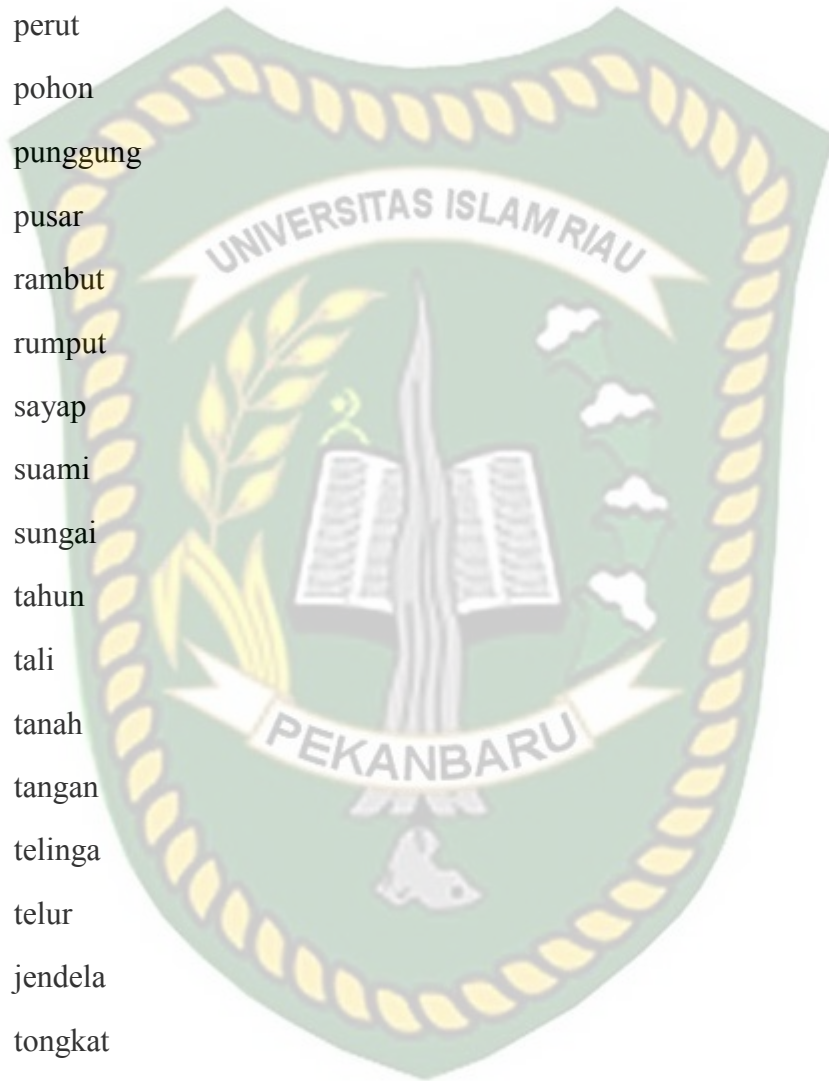 perut
pohon
punggung
pusar
rambut
rumput
sayap
suami
sungai
tahun
tali
tanah
tangan
telinga
telur
jendela
tongkat
UNIVERSITAS ISLAM RIAU
PEKANBARU